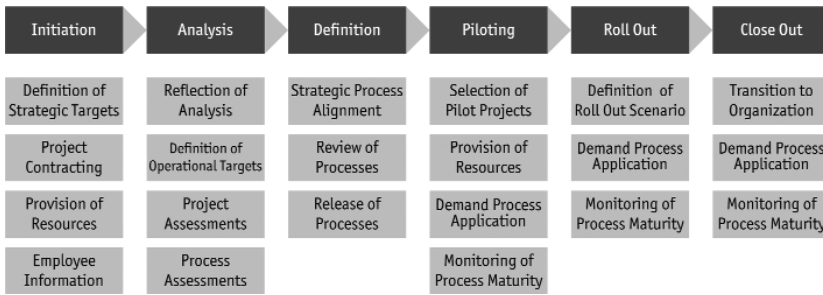 Initiation
Analysis
Definition
Piloting
Roll Out
Close Out
Definition of
Strategic Targets
Reflection of
Analysis
Strategic Process
Alignment
Selection of
Pilot Projects
Definition of
Roll Out Scenario
Transition to
Organization
Project
Contracting
Definition of
Operational Targets
Review of
Processes
Provision of
Resources
Demand Process
Application
Demand Process
Application
Provision of
Resources
Project
Assessments
Release of
Processes
Demand Process
Application
Monitoring of
Process Maturity
Monitoring of
Process Maturity
Employee
Information
Process
Assessments
Monitoring of
Process Maturity